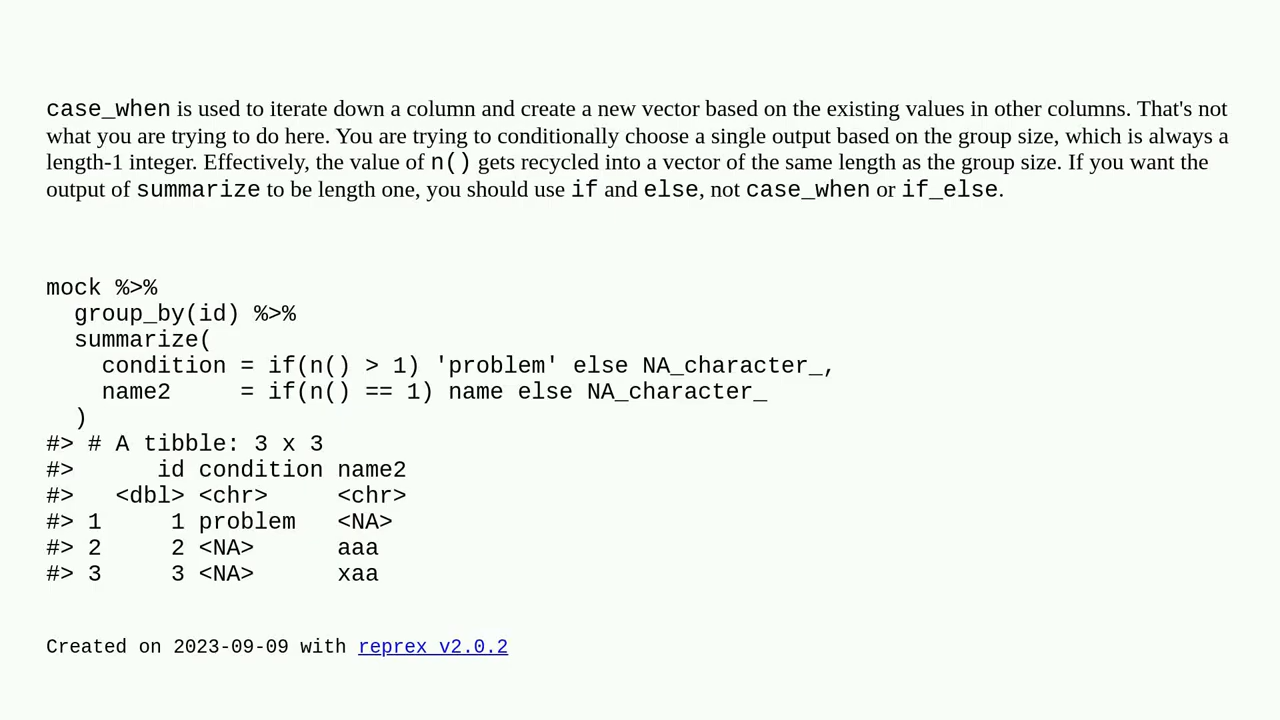 case_when is used to iterate down a column and create a new vector based on the existing values in other columns. That's not
what you are trying to do here. You are trying to conditionally choose a single output based on the group size, which is always a
length-1 integer. Effectively, the value of n() gets recycled into a vector of the same length as the group size. If you want the
output of summarize to be length one, you should use if and else, not case_when or if_else.
mock %>%
  group_by(id) %>%
  summarize(
    condition = if(n() > 1) 'problem' else NA_character_,
    name2     = if(n() == 1) name else NA_character_
  )
#> # A tibble: 3 x 3
#>      id condition name2
#>   <dbl> <chr>     <chr>
#> 1     1 problem   <NA>
#> 2     2 <NA>      aaa
#> 3     3 <NA>      xaa
Created on 2023-09-09 with reprex v2.0.2